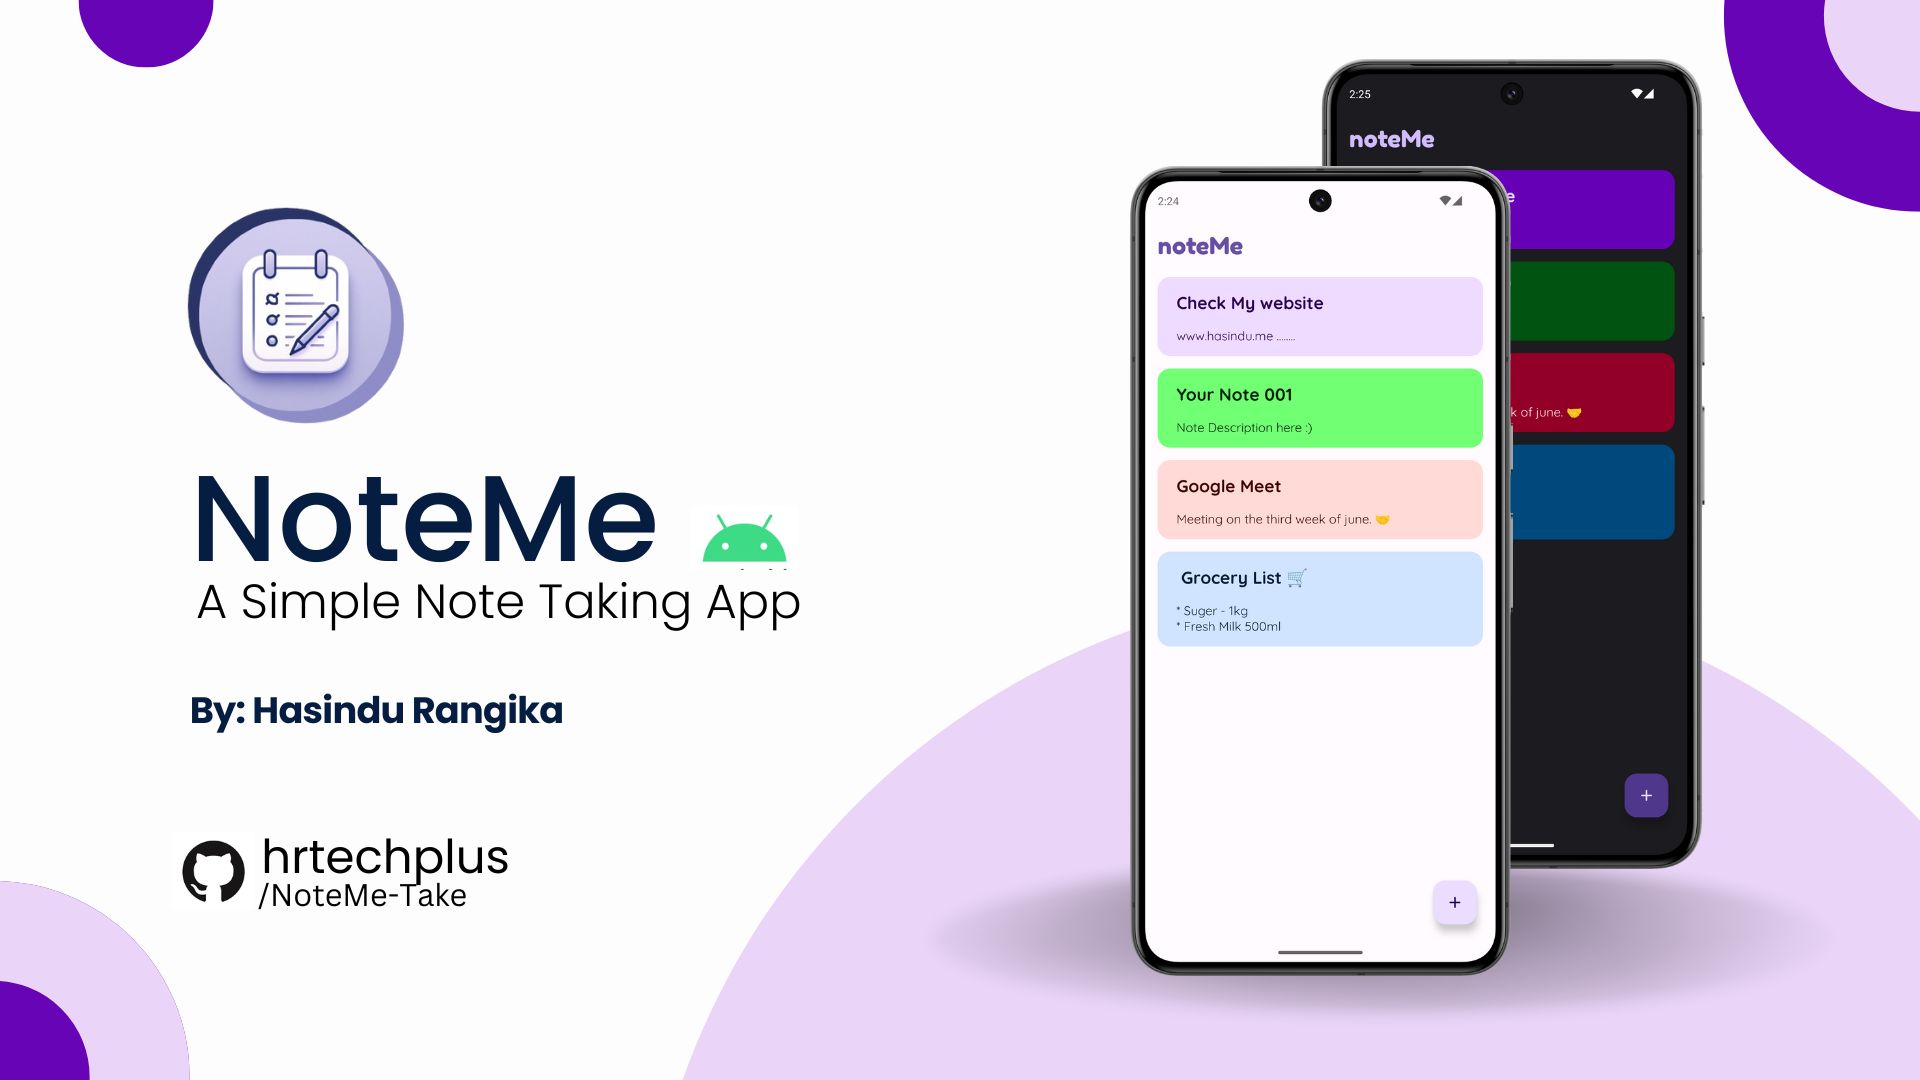 NoteMe
A Simple Note Taking App
By: Hasindu Rangika
hrtechplus
/NoteMe-Take
2:24
noteMe
Check My website
www.hasindu.me ........
Your Note 001
Note Description here :)
Google Meet
Meeting on the third week of june. 🤝
Grocery List 🛒
* Suger - 1kg
* Fresh Milk 500ml
+
2:25
noteMe
e
k of june. 🤝
+